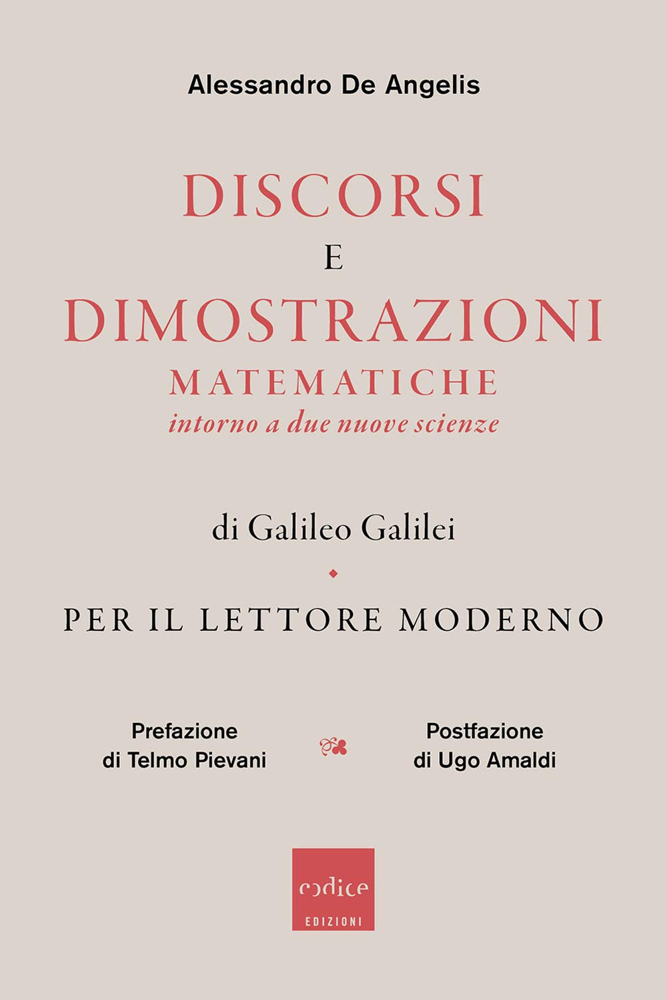 Alessandro De Angelis
DISCORSI
E
DIMOSTRAZIONI
MATEMATICHE
intorno a due nuove scienze
di Galileo Galilei
PER IL LETTORE MODERNO
Prefazione
di Telmo Pievani
Postfazione
di Ugo Amaldi
codice
EDIZIONI